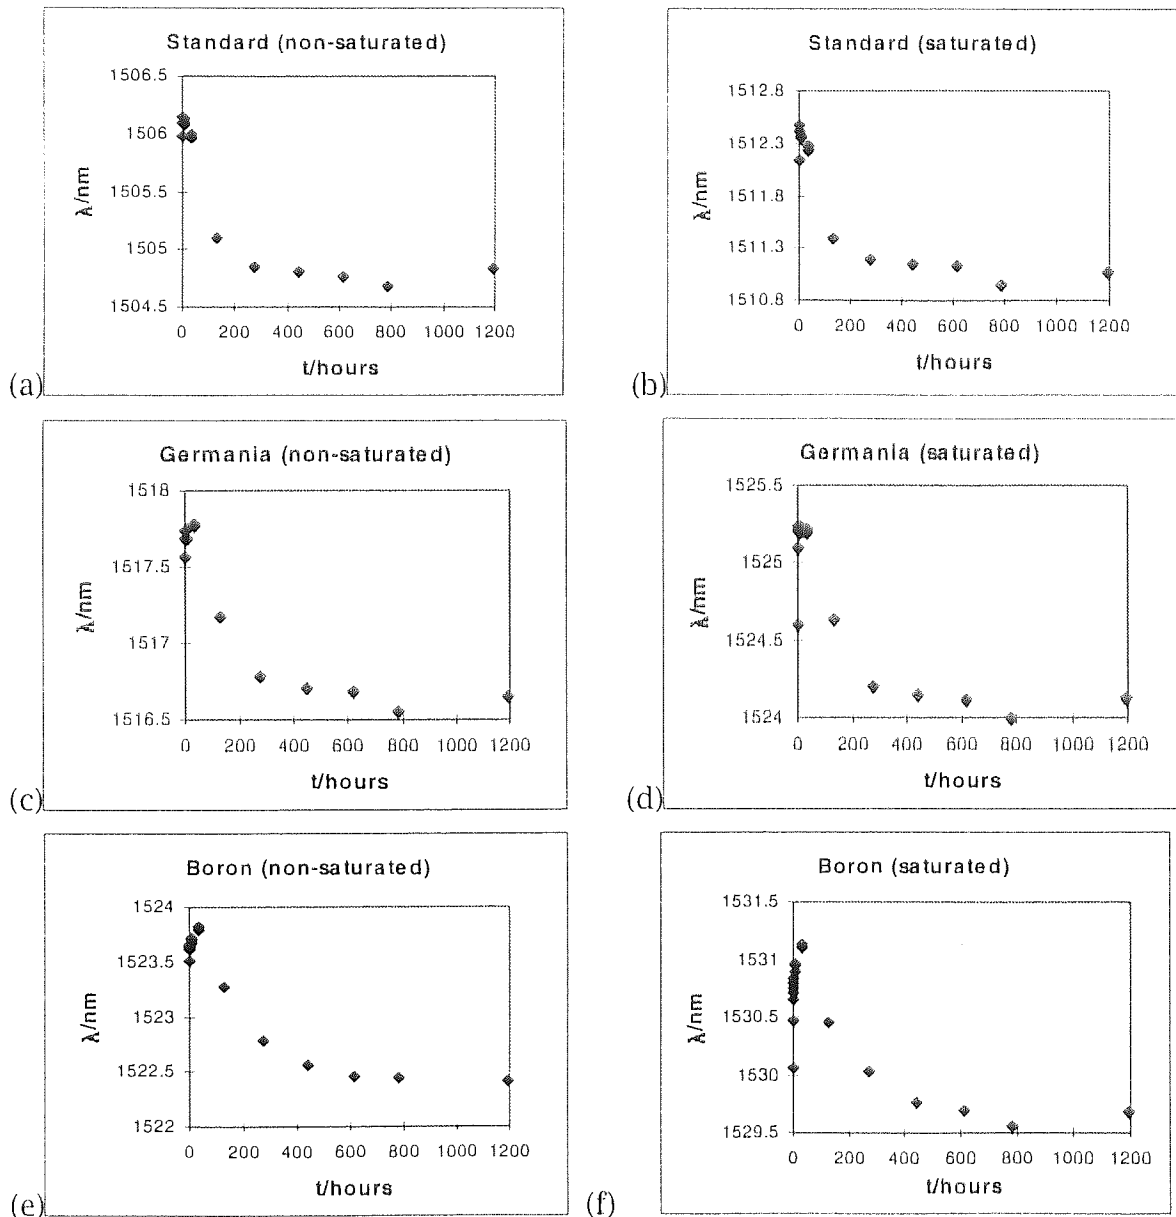 Standard (non-saturated)
1506.5
1506
1505.5
1505
1504.5
λ/nm
0 200 400 600 800 1000 1200
t/hours
(a)
Standard (saturated)
1512.8
1512.3
1511.8
1511.3
1510.8
λ/nm
0 200 400 600 800 1000 1200
t/hours
(b)
Germania (non-saturated)
1518
1517.5
1517
1516.5
λ/nm
0 200 400 600 800 1000 1200
t/hours
(c)
Germania (saturated)
1525.5
1525
1524.5
1524
λ/nm
0 200 400 600 800 1000 1200
t/hours
(d)
Boron (non-saturated)
1524
1523.5
1523
1522.5
1522
λ/nm
0 200 400 600 800 1000 1200
t/hours
(e)
Boron (saturated)
1531.5
1531
1530.5
1530
1529.5
λ/nm
0 200 400 600 800 1000 1200
t/hours
(f)